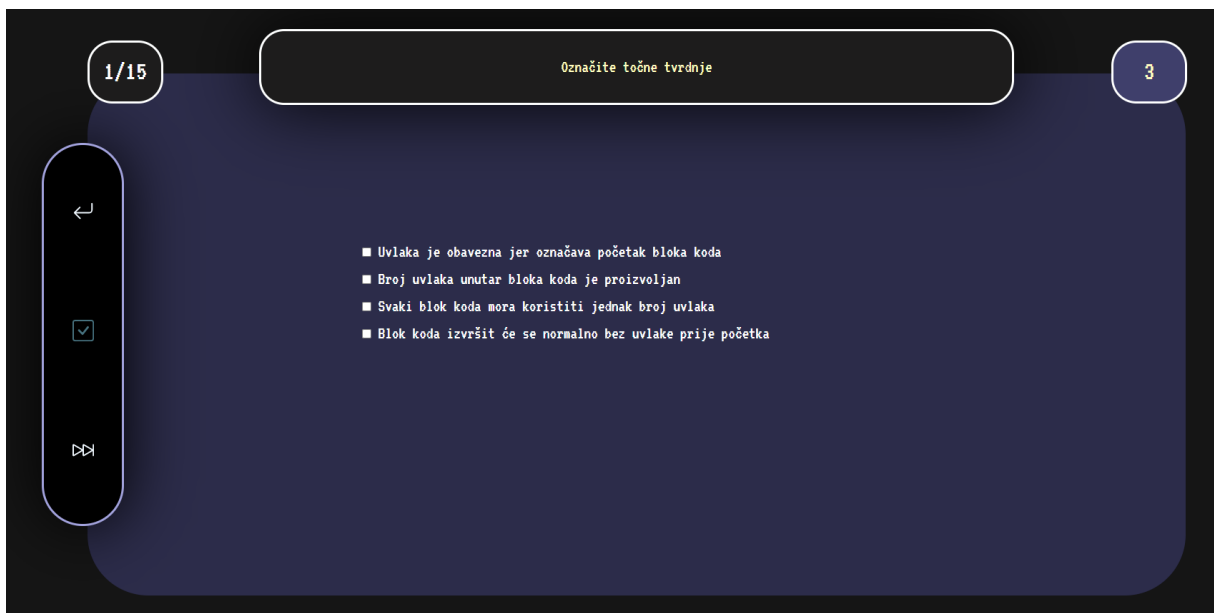 1/15
Označite točne tvrdnje
3
Uvlaka je obavezna jer označava početak bloka koda
Broj uvlaka unutar bloka koda je proizvoljan
Svaki blok koda mora koristiti jednak broj uvlaka
Blok koda izvršit će se normalno bez uvlake prije početka